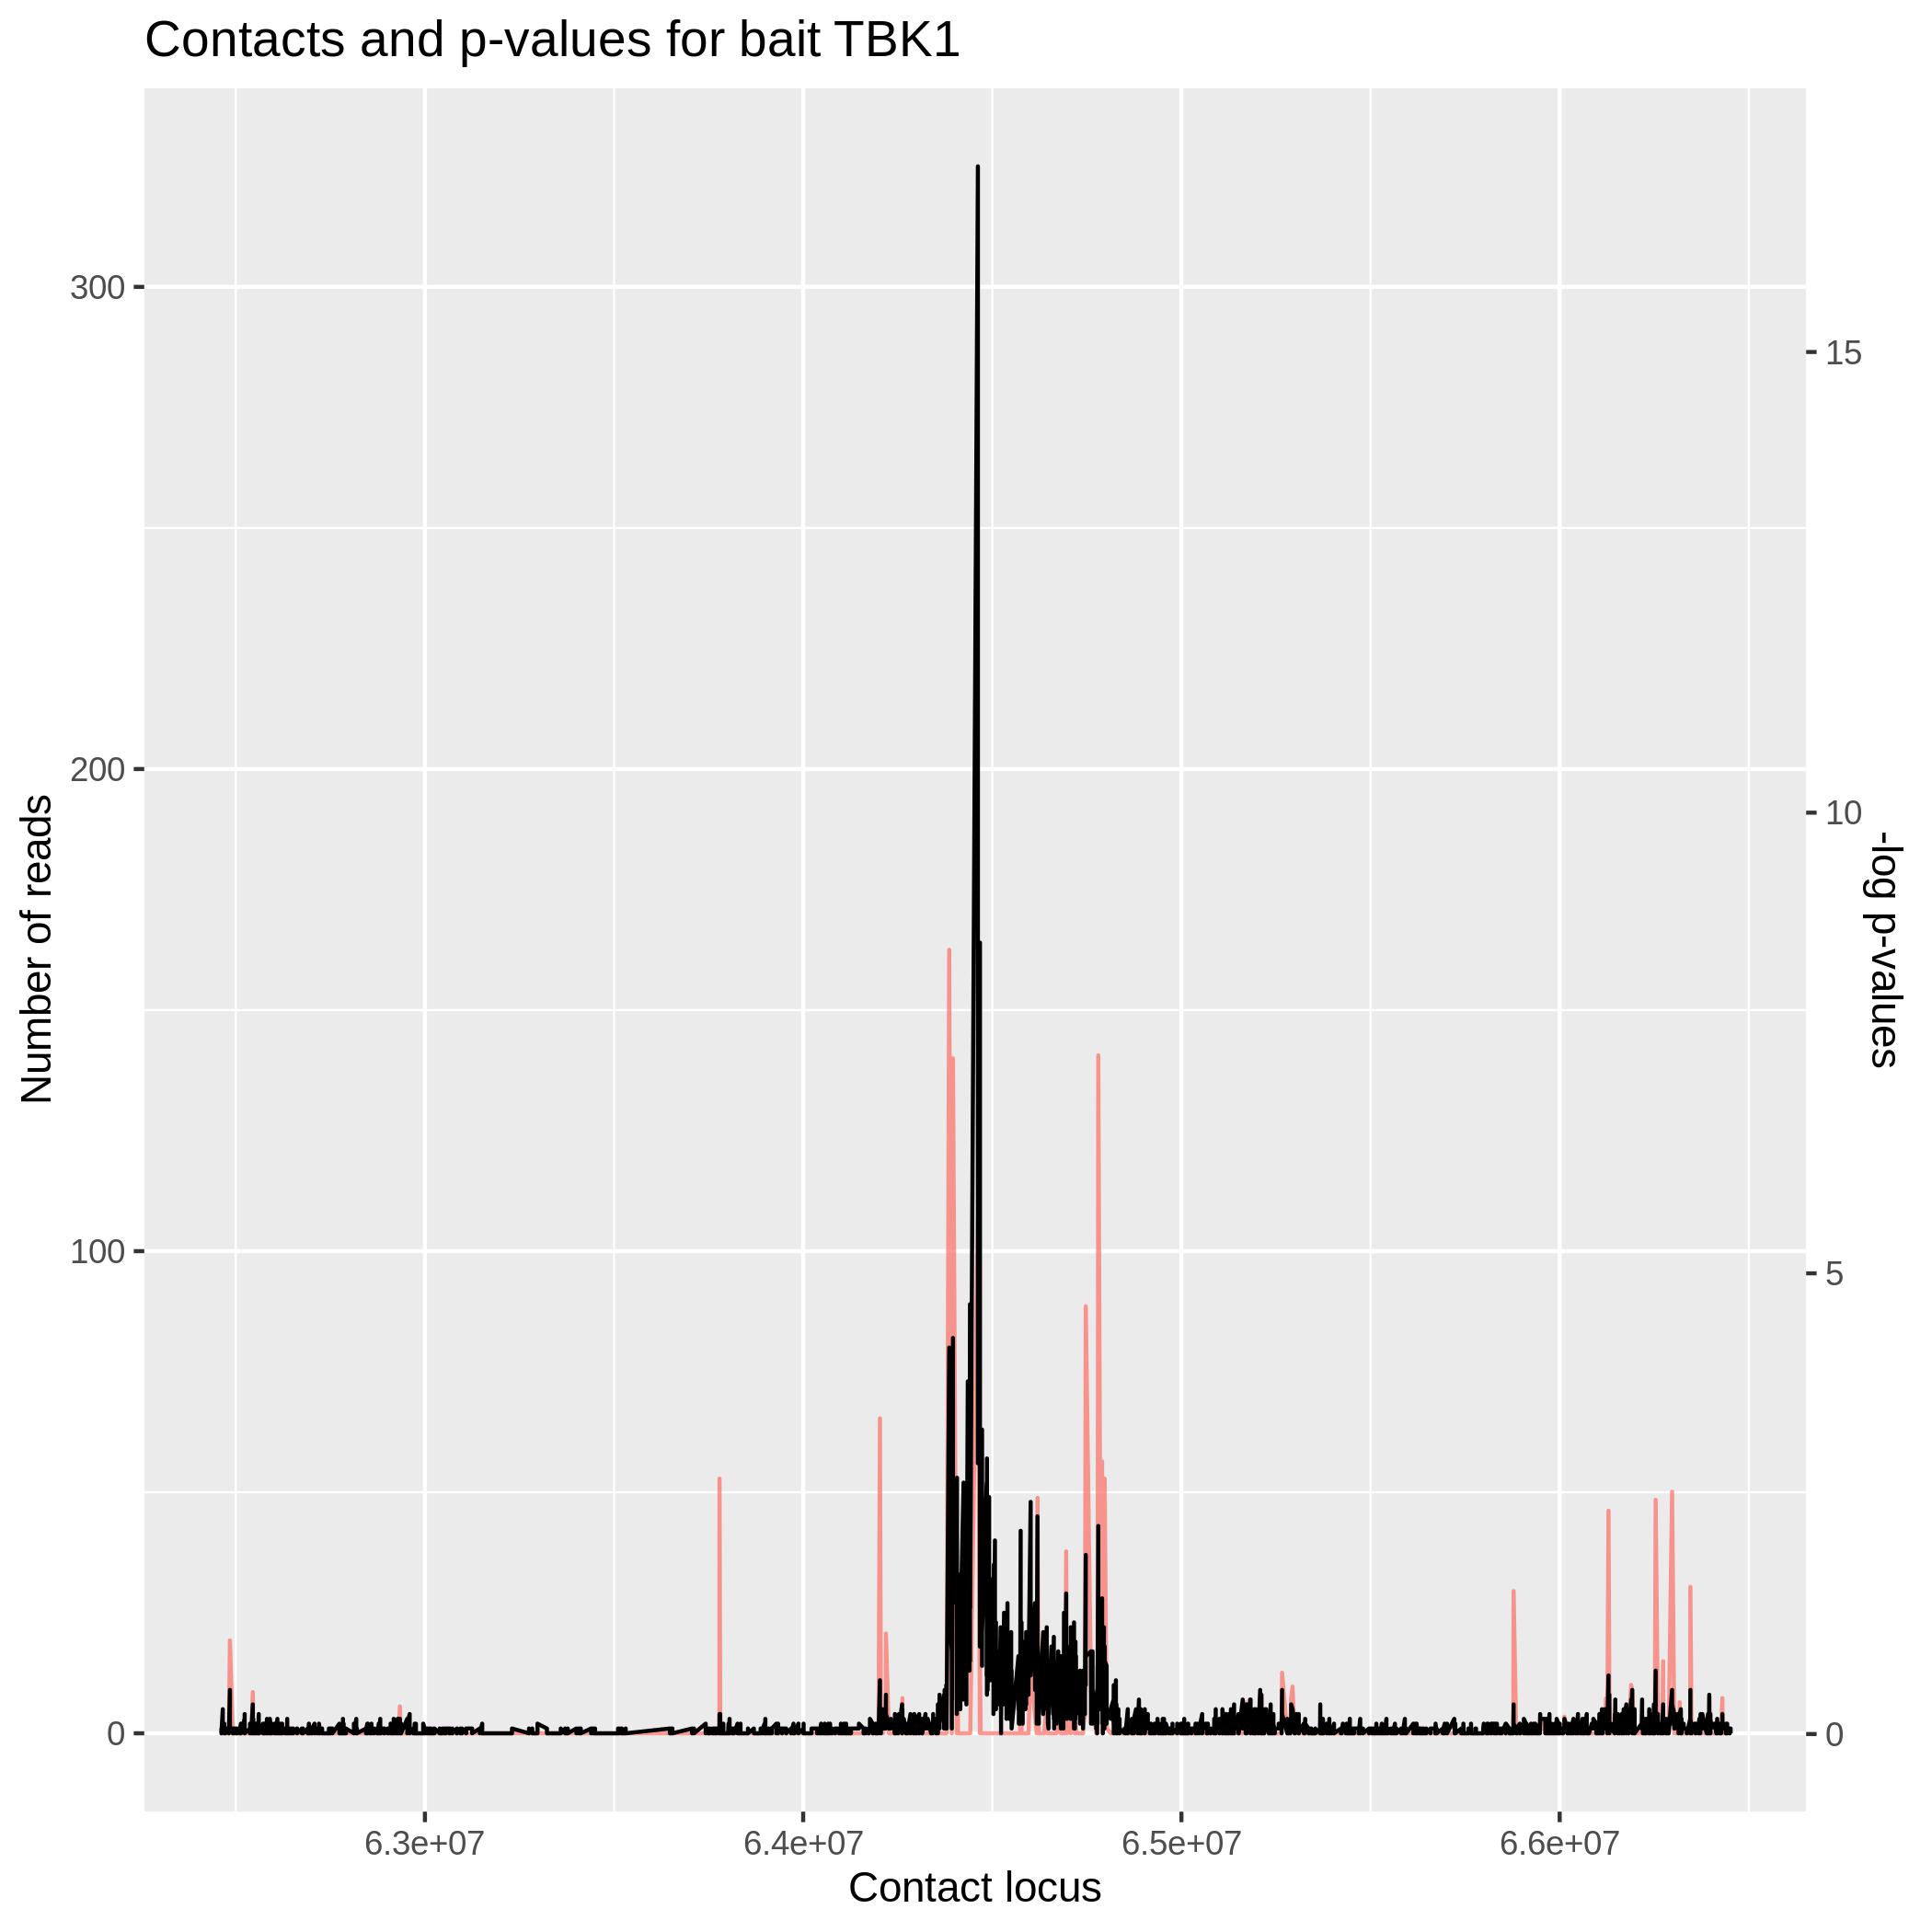 Contacts and p-values for bait TBK1
Number of reads
300
200
100
0
15
10
5
0
-log p-values
6.3e+07
6.4e+07
6.5e+07
6.6e+07
Contact locus